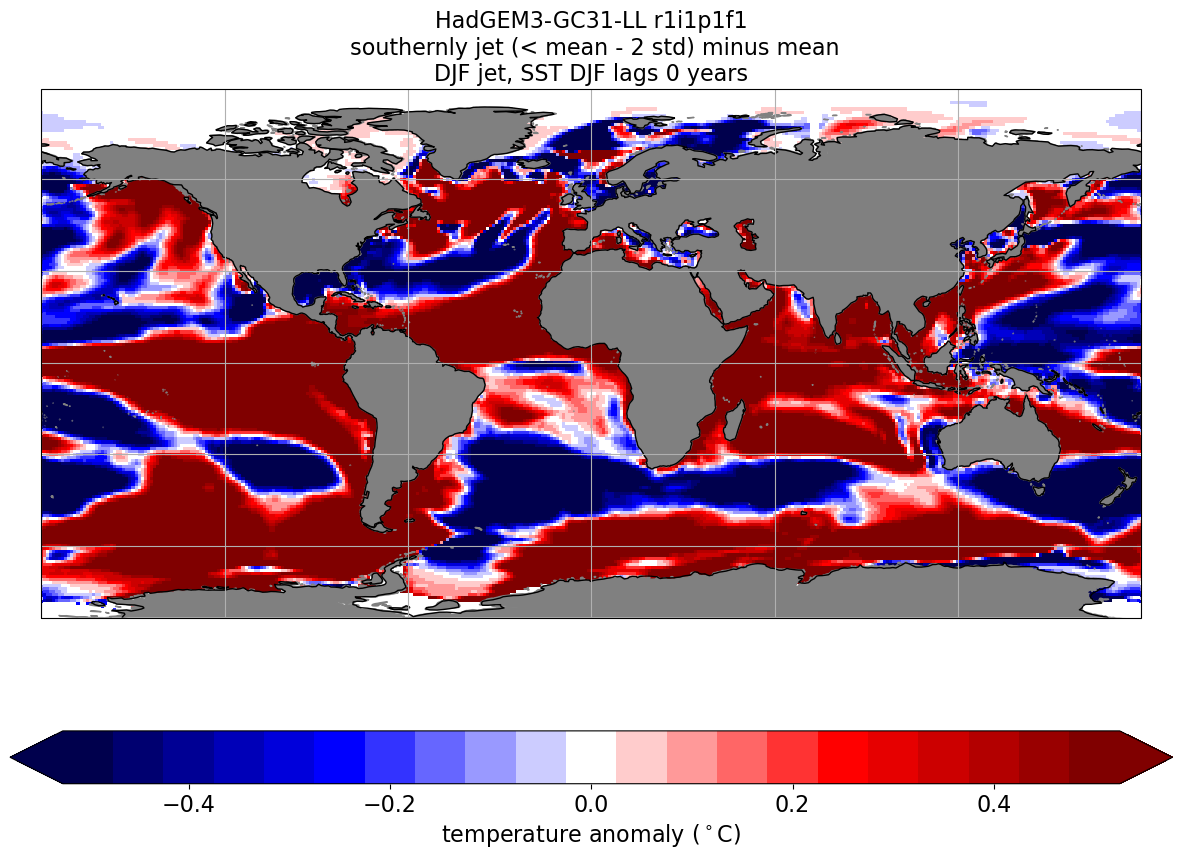 HadGEM3-GC31-LL r1i1p1f1
southernly jet (< mean - 2 std) minus mean
DJF jet, SST DJF lags 0 years
−0.4 −0.2 0.0 0.2 0.4
temperature anomaly (°C)